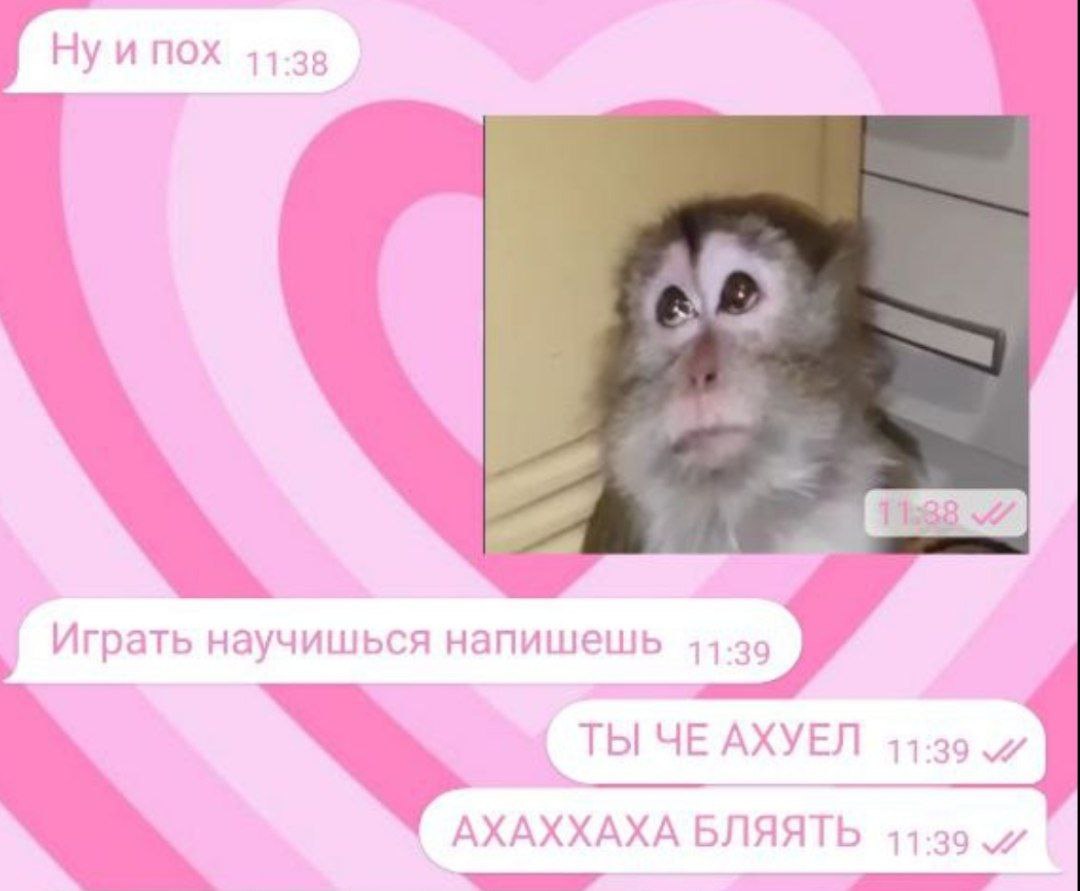 Ну и пох 11:38
11:38
Играть научишься напишешь 11:39
ТЫ ЧЕ АХУЕЛ 11:39
АХАХХАХА БЛЯЯТЬ 11:39